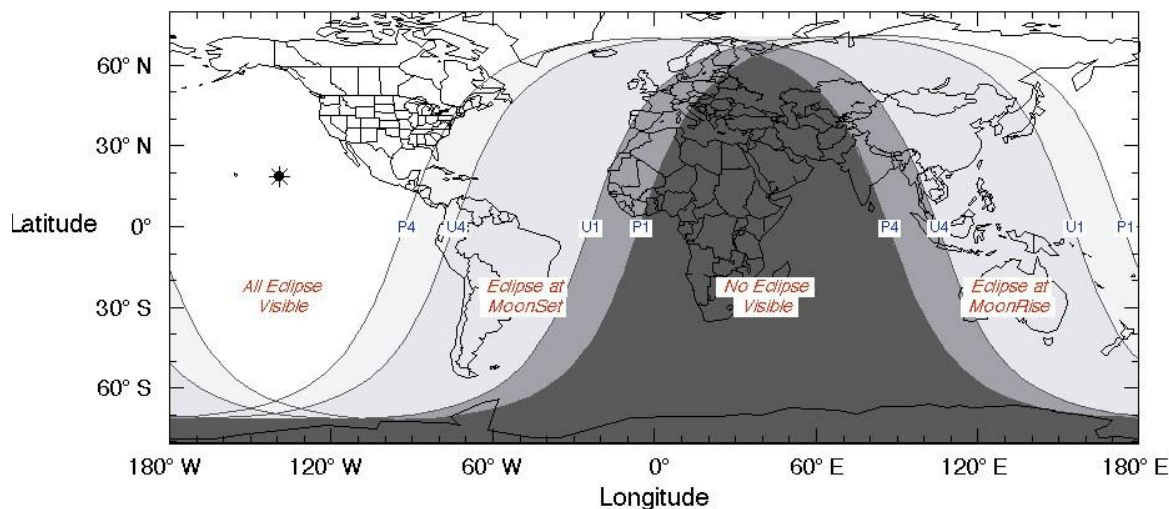 60° N
30° N
Latitude
0°
30° S
60° S
P4
U4
U1
P1
P4
U4
U1
P1
All Eclipse
Visible
Eclipse at
MoonSet
No Eclipse
Visible
Eclipse at
MoonRise
180° W
120° W
60° W
0°
60° E
120° E
180° E
Longitude